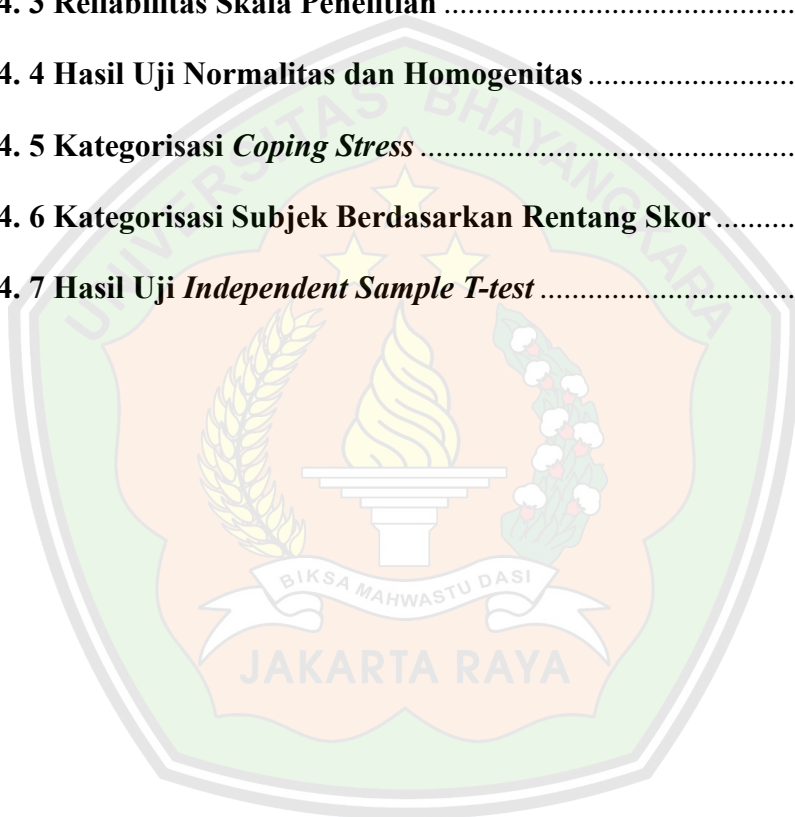 4. 3 Reliabilitas Skala Penelitian ............................................
4. 4 Hasil Uji Normalitas dan Homogenitas ..........................
4. 5 Kategorisasi Coping Stress ...............................................
4. 6 Kategorisasi Subjek Berdasarkan Rentang Skor ..........
4. 7 Hasil Uji Independent Sample T-test ................................
UNIVERSITAS BHAYANGKARA
BIKSA MAHWASTU DASI
JAKARTA RAYA